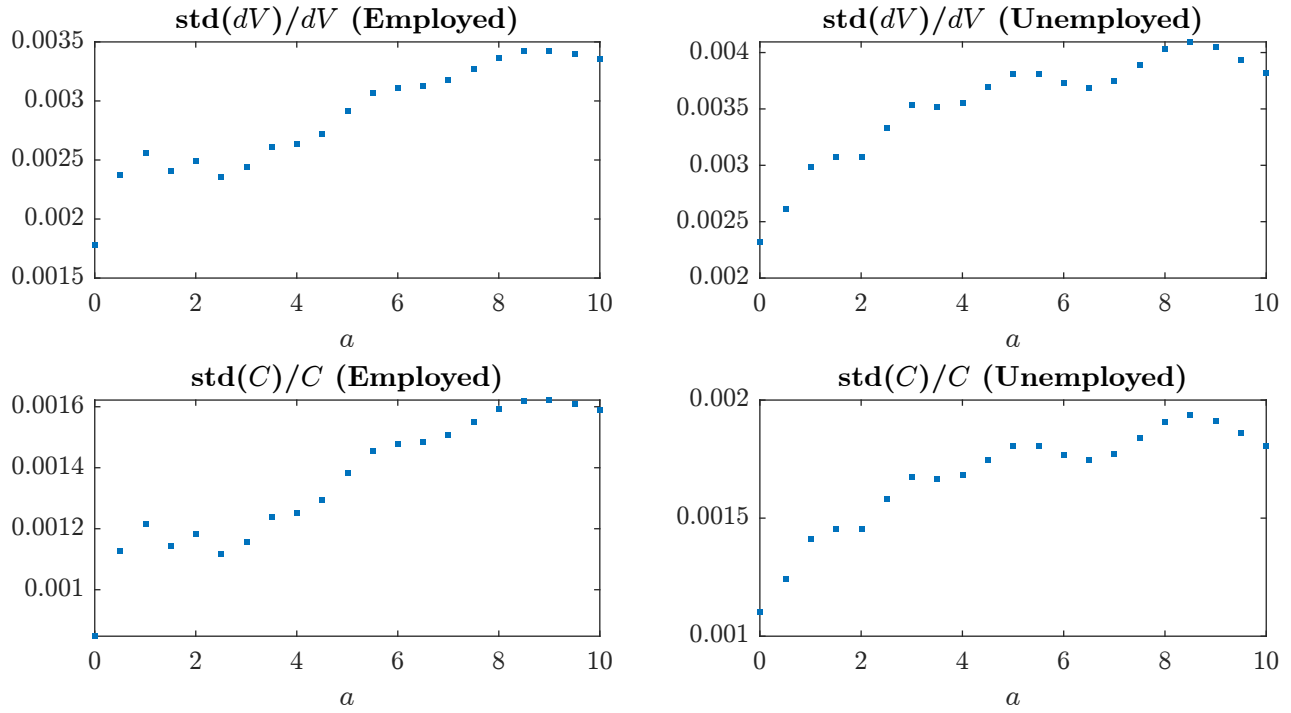 std(dV)/dV (Employed)
0.0035
0.003
0.0025
0.002
0.0015
0 2 4 6 8 10
a
std(dV)/dV (Unemployed)
0.004
0.0035
0.003
0.0025
0.002
0 2 4 6 8 10
a
std(C)/C (Employed)
0.0016
0.0014
0.0012
0.001
0 2 4 6 8 10
a
std(C)/C (Unemployed)
0.002
0.0015
0.001
0 2 4 6 8 10
a